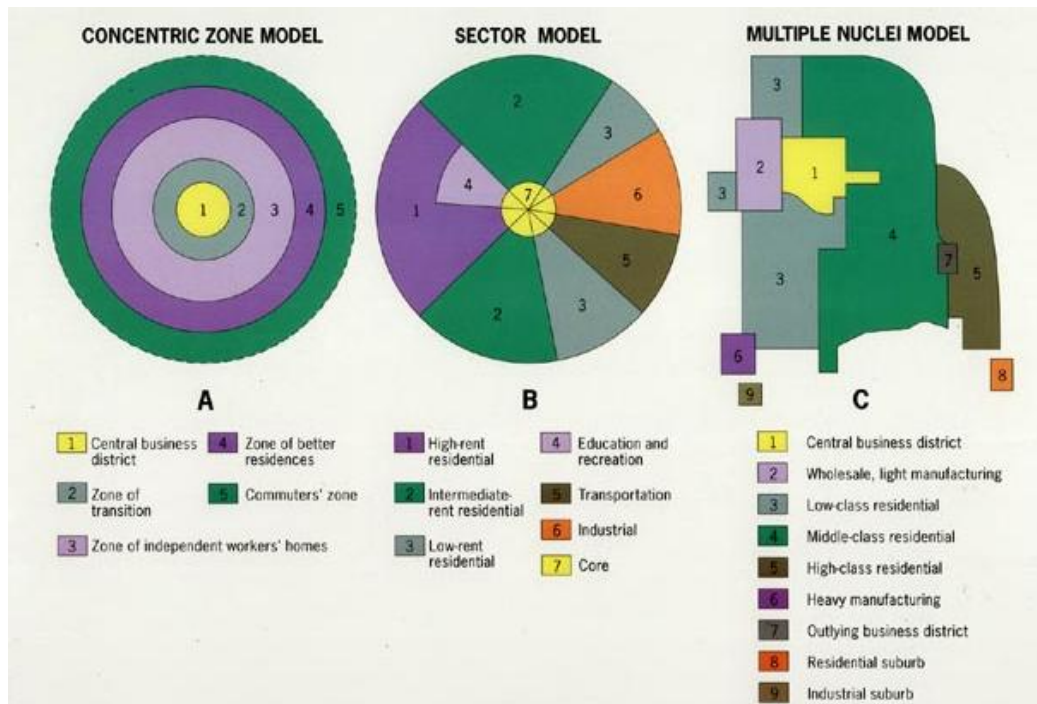 CONCENTRIC ZONE MODEL
1
2
3
4
5
A
1 Central business
district
2 Zone of
transition
3 Zone of independent workers' homes
4 Zone of better
residences
5 Commuters' zone
SECTOR MODEL
2
3
4
7
6
1
5
2
3
B
1 High-rent
residential
2 Intermediate-
rent residential
3 Low-rent
residential
4 Education and
recreation
5 Transportation
6 Industrial
7 Core
MULTIPLE NUCLEI MODEL
3
2
1
3
4
7
5
3
6
8
9
C
1 Central business district
2 Wholesale, light manufacturing
3 Low-class residential
4 Middle-class residential
5 High-class residential
6 Heavy manufacturing
7 Outlying business district
8 Residential suburb
9 Industrial suburb